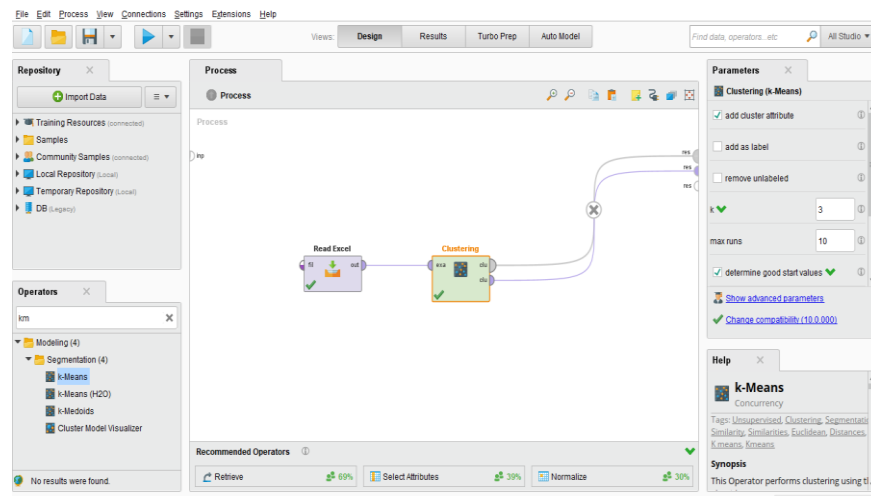 File Edit Process View Connections Settings Extensions Help
Views: Design Results Turbo Prep Auto Model
Find data, operators...etc All Studio
Repository
Import Data
Training Resources (connected)
Samples
Community Samples (connected)
Local Repository (Local)
Temporary Repository (Local)
DB (Legacy)
Operators
km
Modeling (4)
Segmentation (4)
k-Means
k-Means (H2O)
k-Medoids
Cluster Model Visualizer
No results were found.
Process
Process
Process
inp
res
res
res
Read Excel
fil out
Clustering
exa clu
clu
Recommended Operators
Retrieve 69% Select Attributes 39% Normalize 30%
Parameters
Clustering (k-Means)
add cluster attribute
add as label
remove unlabeled
k 3
max runs 10
determine good start values
Show advanced parameters
Change compatibility (10.0.000)
Help
k-Means
Concurrency
Tags: Unsupervised, Clustering, Segmentati
Similarity, Similarities, Euclidean, Distances,
K means, Kmeans
Synopsis
This Operator performs clustering using t